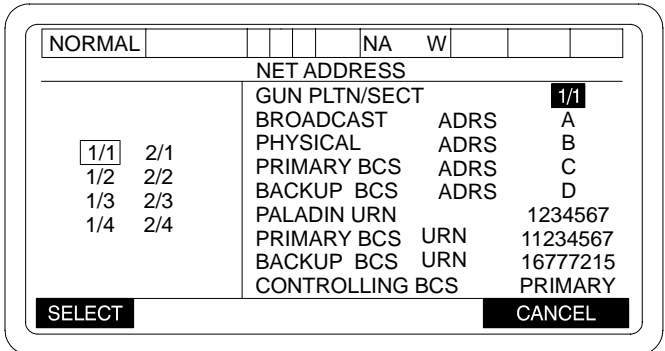 NORMAL NA W
NET ADDRESS
GUN PLTN/SECT 1/1
BROADCAST ADRS A
PHYSICAL ADRS B
PRIMARY BCS ADRS C
BACKUP BCS ADRS D
PALADIN URN 1234567
PRIMARY BCS URN 11234567
BACKUP BCS URN 16777215
CONTROLLING BCS PRIMARY
1/1 2/1
1/2 2/2
1/3 2/3
1/4 2/4
SELECT CANCEL